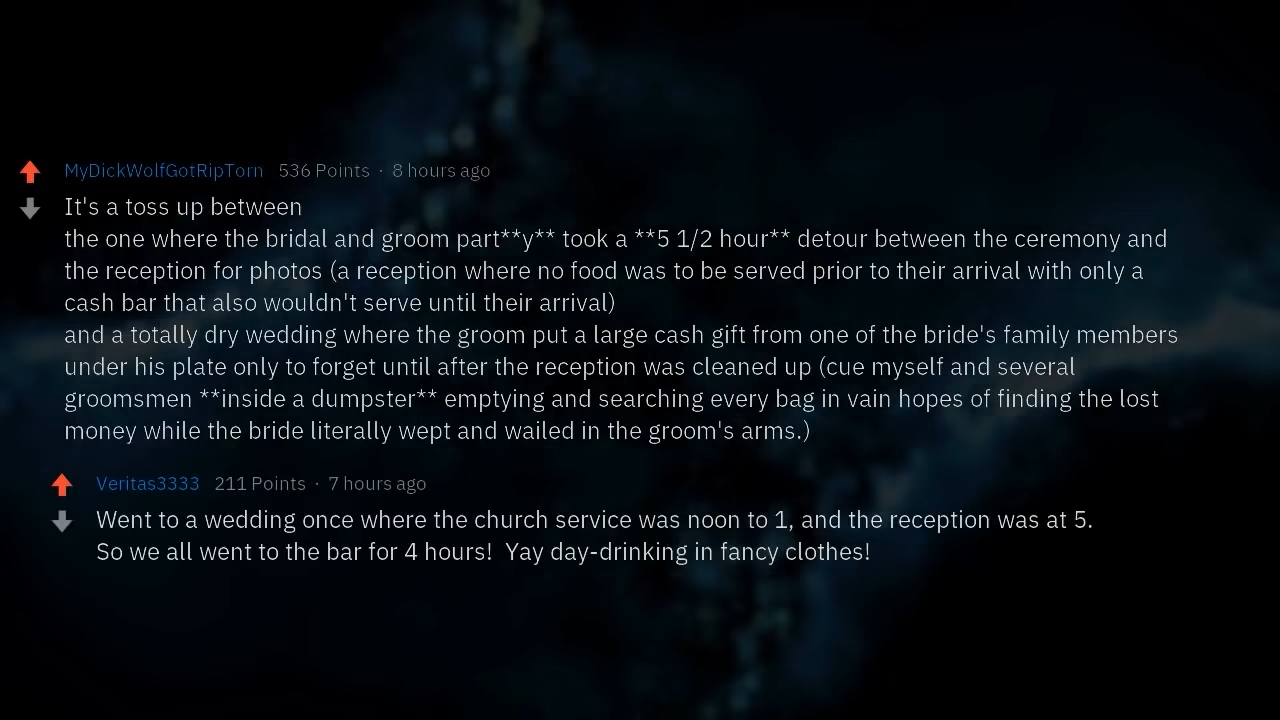 MyDickWolfGotRipTorn 536 Points · 8 hours ago
It's a toss up between
the one where the bridal and groom part**y** took a **5 1/2 hour** detour between the ceremony and
the reception for photos (a reception where no food was to be served prior to their arrival with only a
cash bar that also wouldn't serve until their arrival)
and a totally dry wedding where the groom put a large cash gift from one of the bride's family members
under his plate only to forget until after the reception was cleaned up (cue myself and several
groomsmen **inside a dumpster** emptying and searching every bag in vain hopes of finding the lost
money while the bride literally wept and wailed in the groom's arms.)
Veritas3333 211 Points · 7 hours ago
Went to a wedding once where the church service was noon to 1, and the reception was at 5.
So we all went to the bar for 4 hours!  Yay day-drinking in fancy clothes!